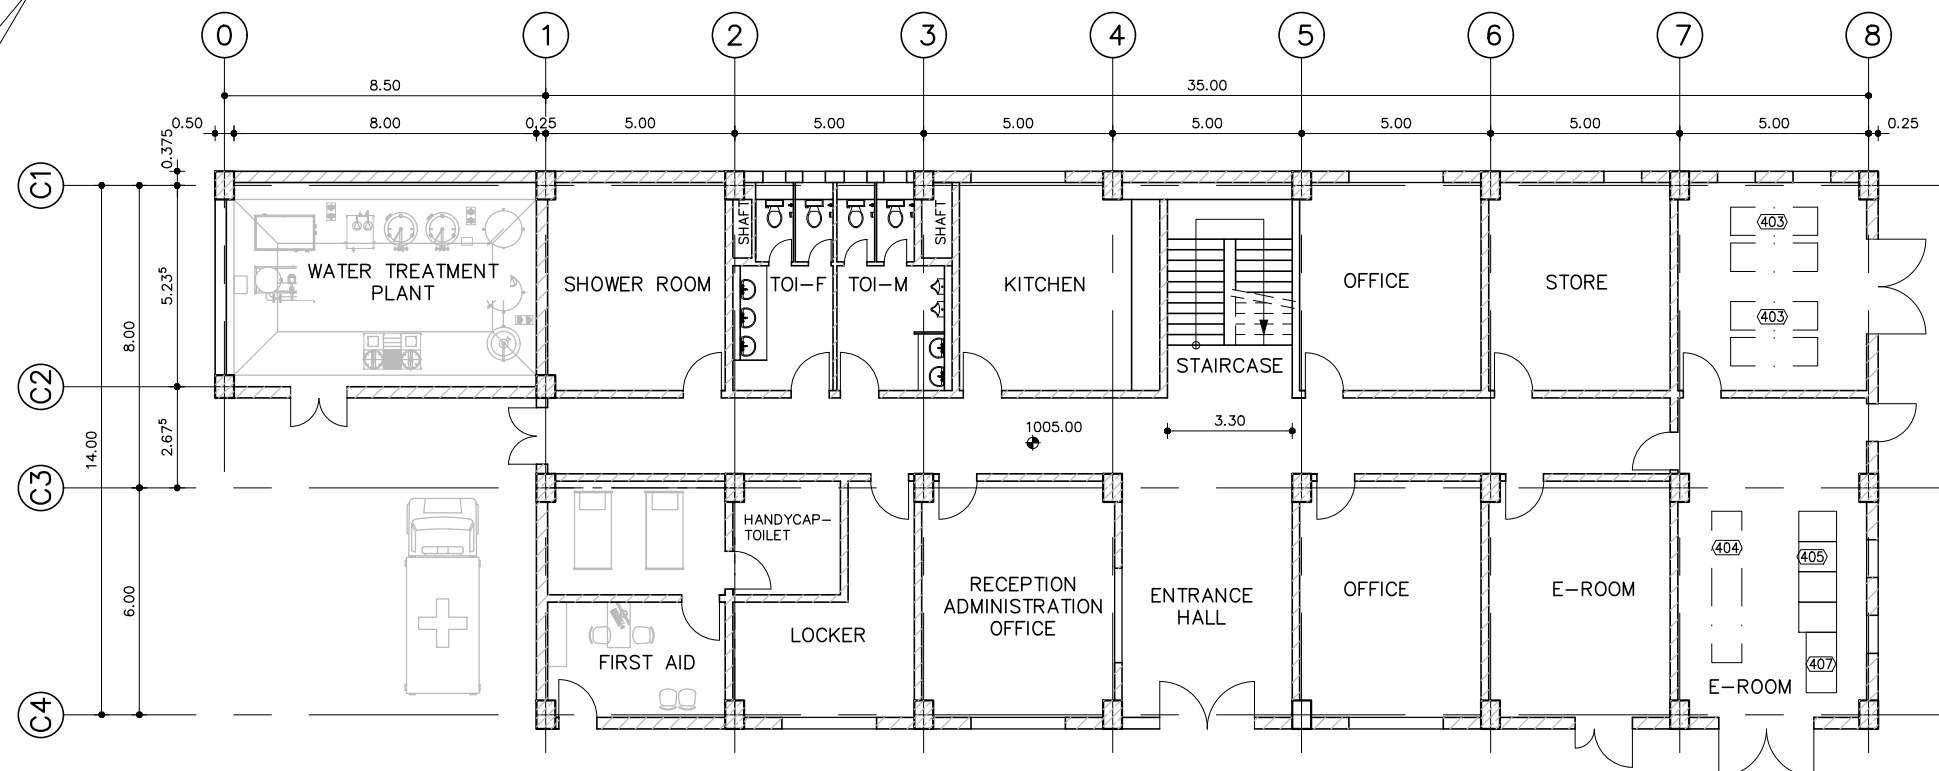 0 1 2 3 4 5 6 7 8
8.50 35.00
0.50 8.00 0.25 5.00 5.00 5.00 5.00 5.00 5.00 5.00 0.25
0.375
C1
SHAFT
SHAFT
403
5.23⁵
8.00
WATER TREATMENT
PLANT
SHOWER ROOM
TOI-F
TOI-M
KITCHEN
OFFICE
STORE
403
STAIRCASE
C2
2.67⁵
14.00
1005.00
3.30
C3
HANDYCAP-
TOILET
404
405
6.00
RECEPTION
ADMINISTRATION
OFFICE
ENTRANCE
HALL
OFFICE
E-ROOM
LOCKER
FIRST AID
407
E-ROOM
C4